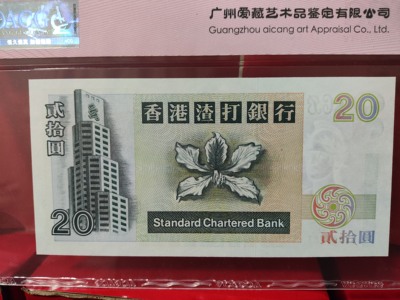 广州爱藏艺术品鉴定有限公司
Guangzhou aicang art Appraisal Co., Ltd
香港渣打銀行
20
貳拾圓
Standard Chartered Bank
20
貳拾圓